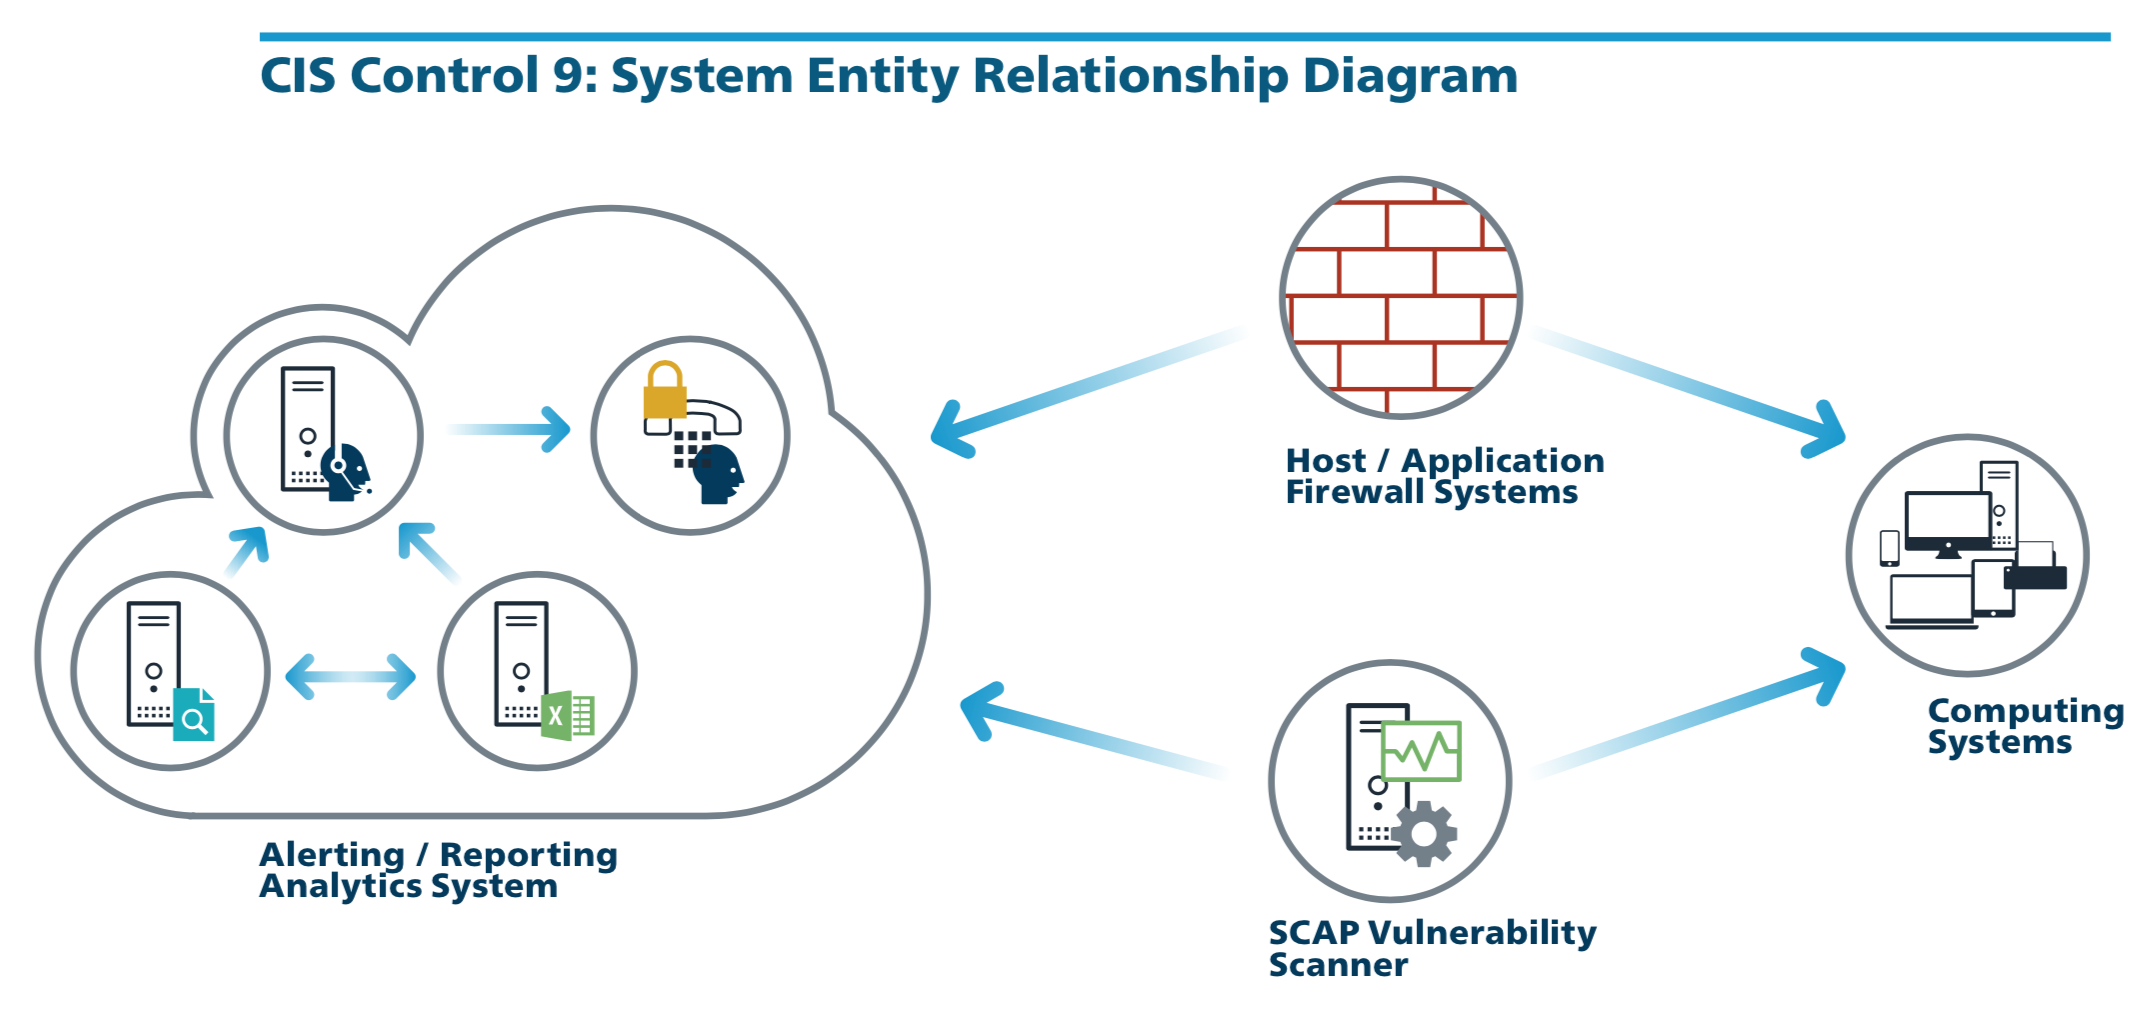 CIS Control 9: System Entity Relationship Diagram
Host / Application
Firewall Systems
Computing
Systems
X
Alerting / Reporting
Analytics System
SCAP Vulnerability
Scanner